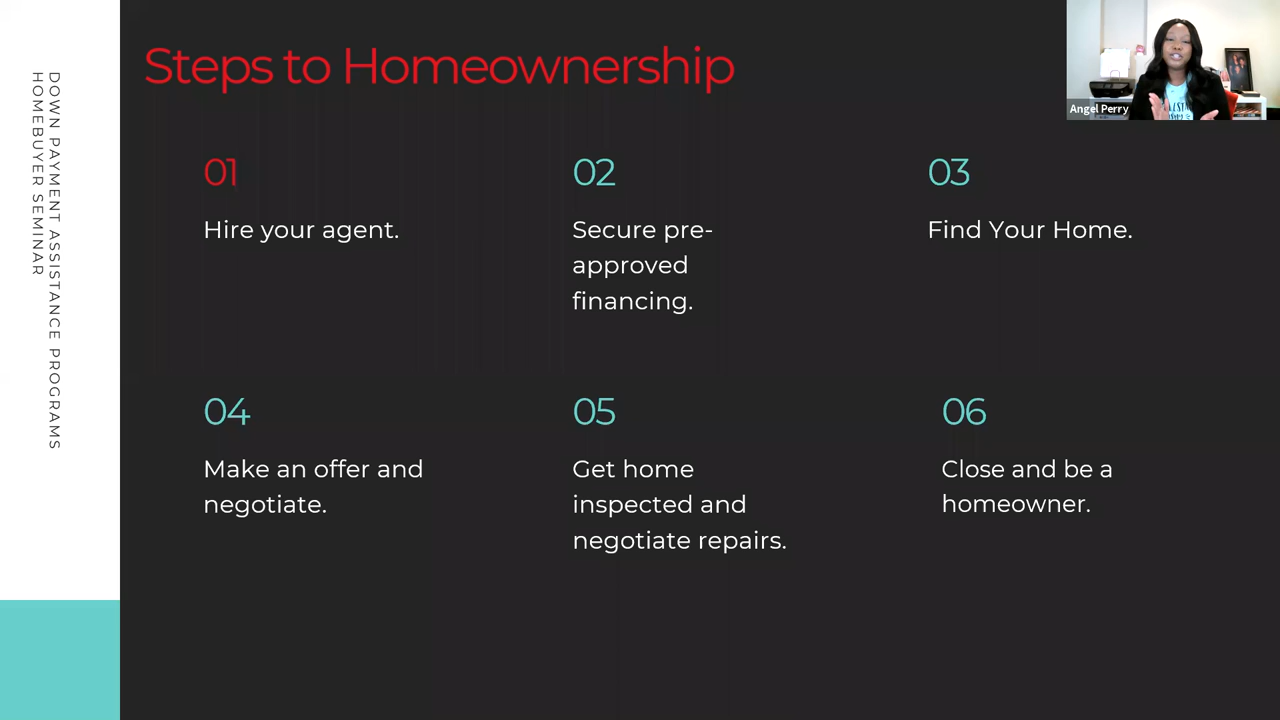 DOWN PAYMENT ASSISTANCE PROGRAMS
HOMEBUYER SEMINAR
Steps to Homeownership
Angel Perry
01
Hire your agent.
02
Secure pre-
approved
financing.
03
Find Your Home.
04
Make an offer and
negotiate.
05
Get home
inspected and
negotiate repairs.
06
Close and be a
homeowner.